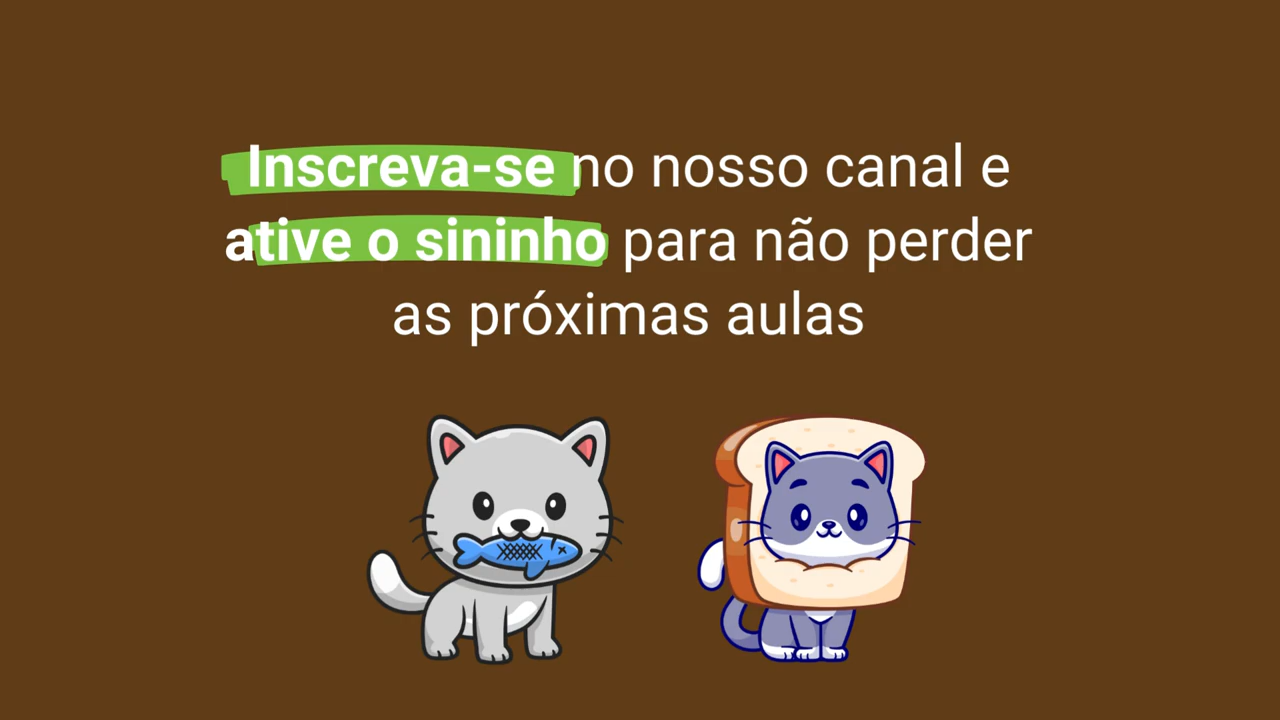 Inscreva-se no nosso canal e
ative o sininho para não perder
as próximas aulas